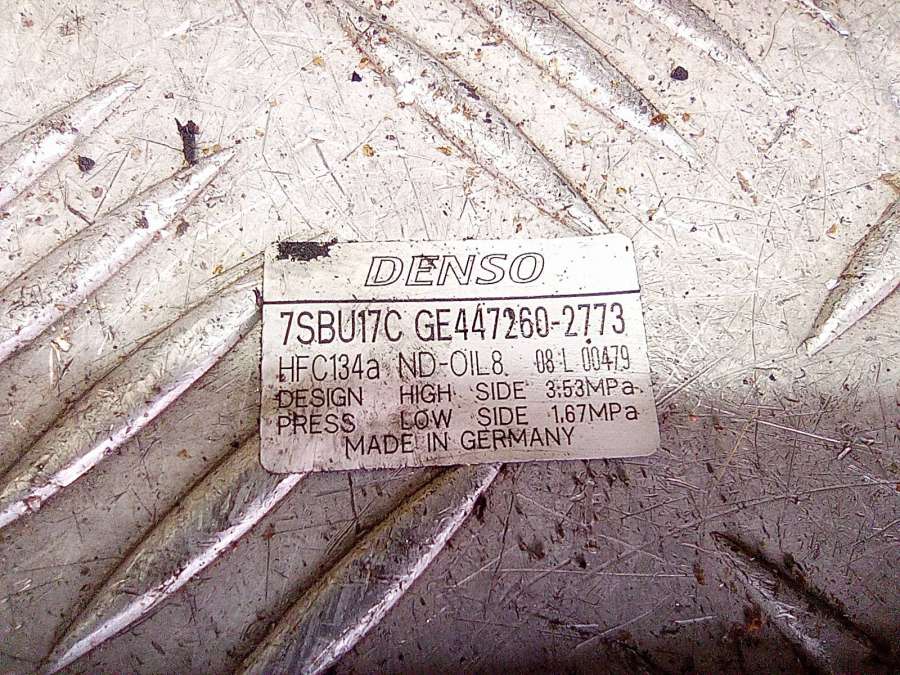 DENSO
7SBU17C GE447260-2773
HFC134a ND-OIL8. 08-L 00479
DESIGN HIGH SIDE 3.53MPa
PRESS LOW SIDE 1.67MPa
MADE IN GERMANY